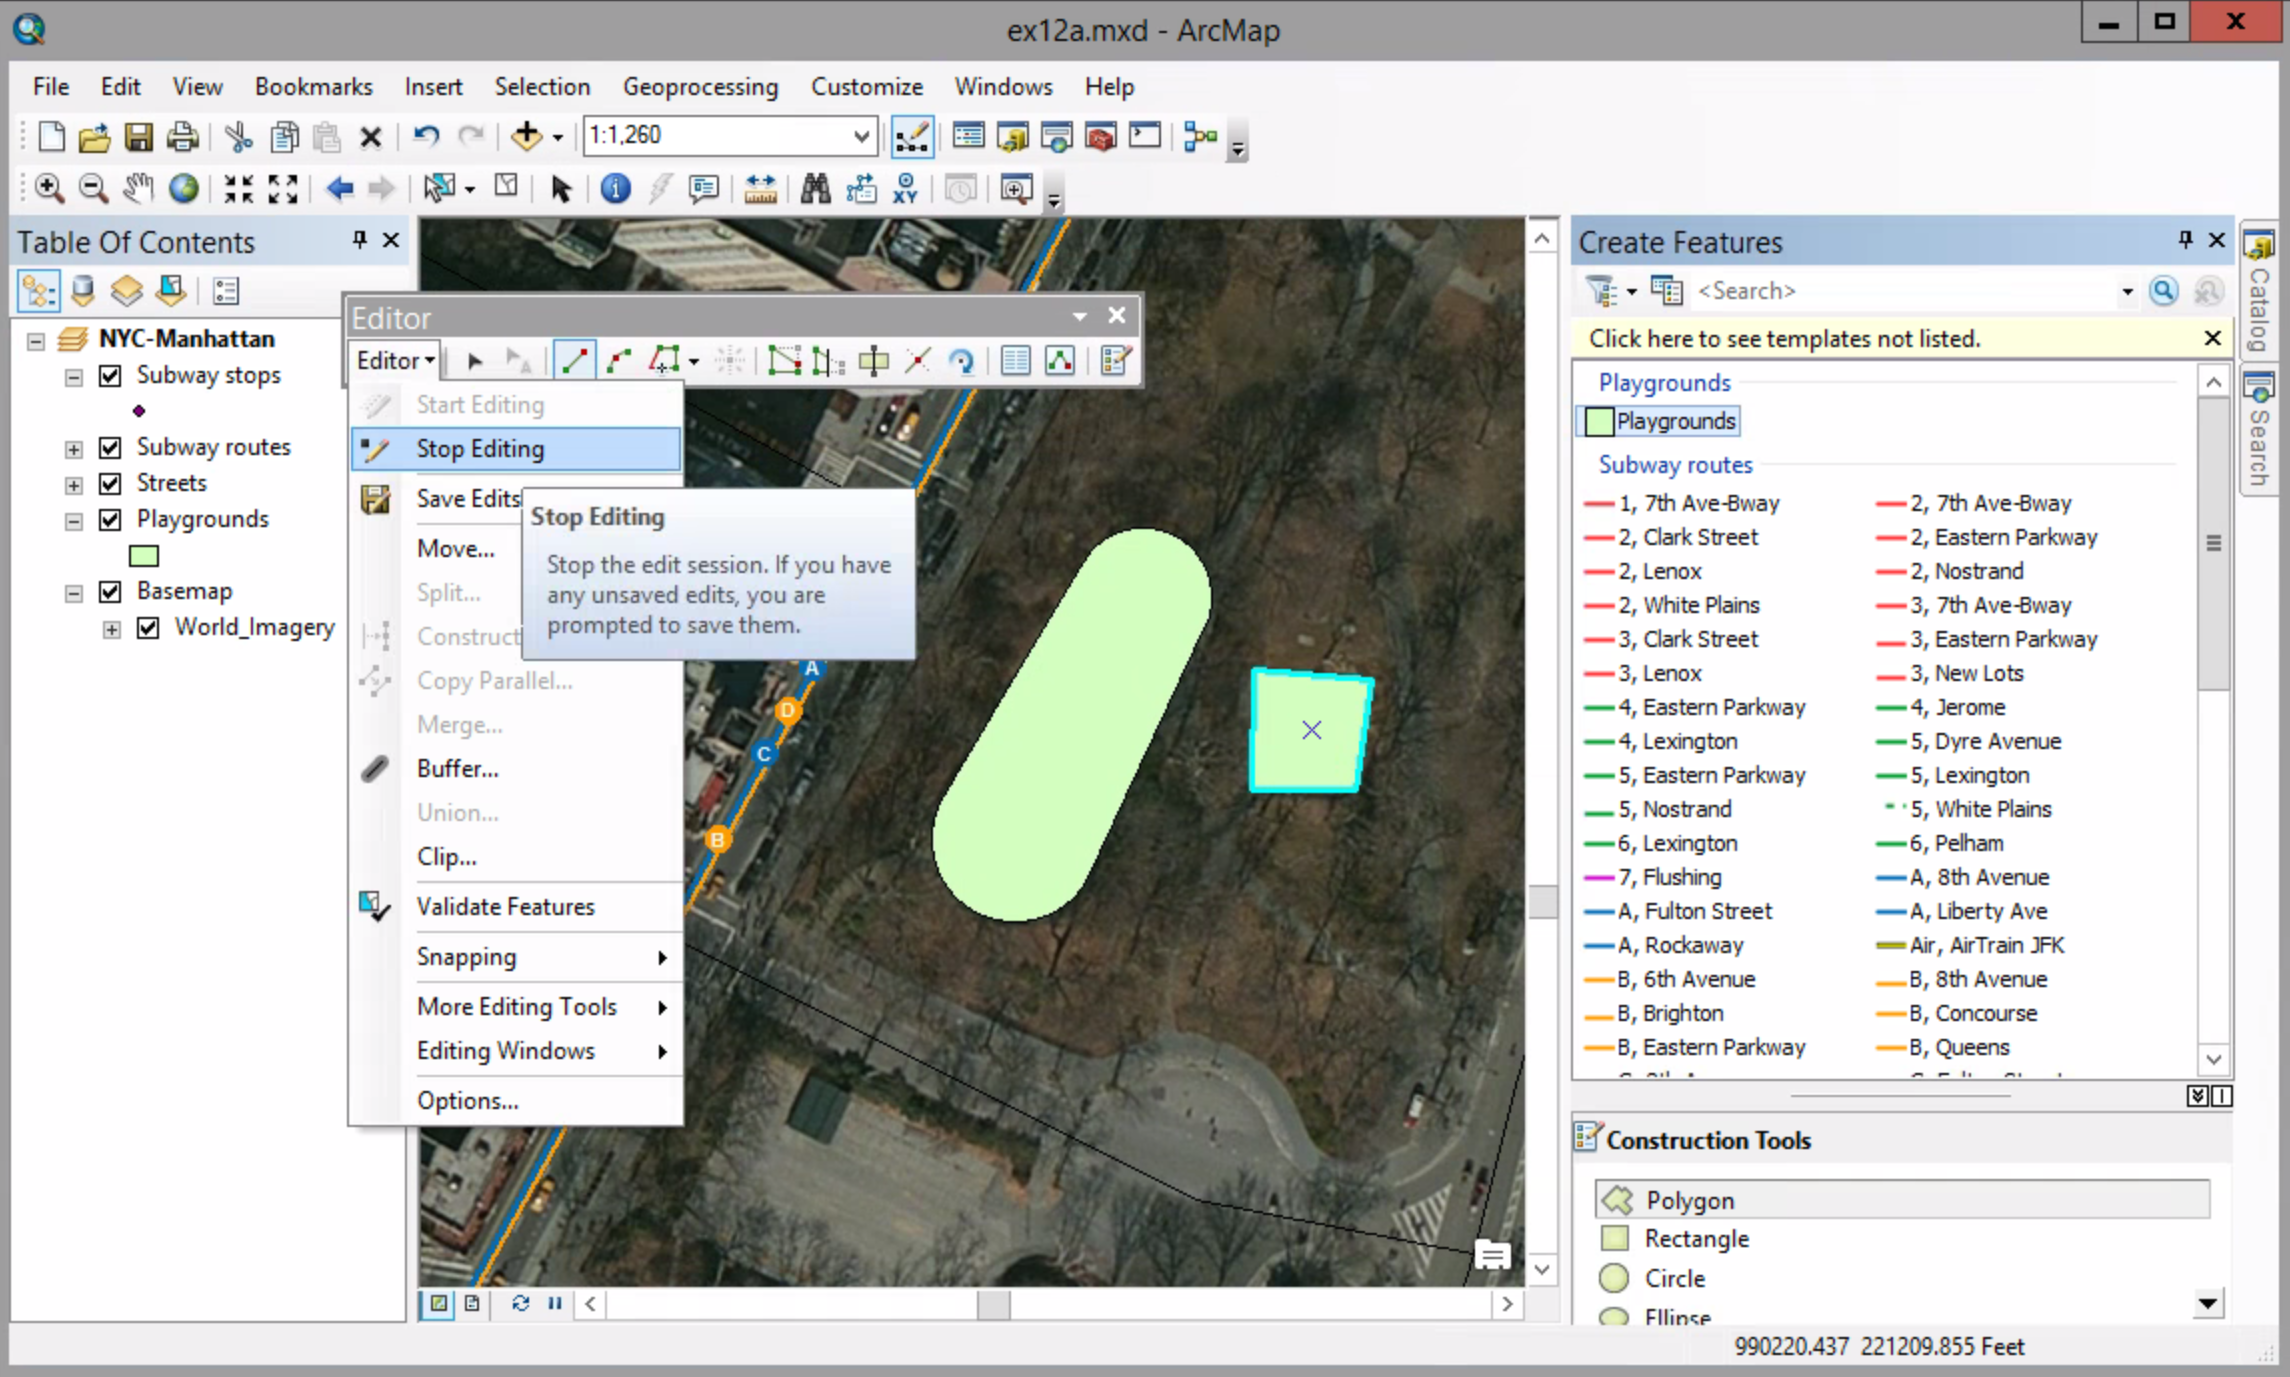 ex12a.mxd - ArcMap
File Edit View Bookmarks Insert Selection Geoprocessing Customize Windows Help
1:1,260
XY
Table Of Contents
NYC-Manhattan
Subway stops
Subway routes
Streets
Playgrounds
Basemap
World_Imagery
Editor
Editor
Start Editing
Stop Editing
Save Edits
Move...
Split...
Construct
Copy Parallel...
Merge...
Buffer...
Union...
Clip...
Validate Features
Snapping
More Editing Tools
Editing Windows
Options...
Stop Editing
Stop the edit session. If you have
any unsaved edits, you are
prompted to save them.
A
D
C
B
Create Features
<Search>
Click here to see templates not listed.
Playgrounds
Playgrounds
Subway routes
1, 7th Ave-Bway 2, 7th Ave-Bway
2, Clark Street 2, Eastern Parkway
2, Lenox 2, Nostrand
2, White Plains 3, 7th Ave-Bway
3, Clark Street 3, Eastern Parkway
3, Lenox 3, New Lots
4, Eastern Parkway 4, Jerome
4, Lexington 5, Dyre Avenue
5, Eastern Parkway 5, Lexington
5, Nostrand 5, White Plains
6, Lexington 6, Pelham
7, Flushing A, 8th Avenue
A, Fulton Street A, Liberty Ave
A, Rockaway Air, AirTrain JFK
B, 6th Avenue B, 8th Avenue
B, Brighton B, Concourse
B, Eastern Parkway B, Queens
Construction Tools
Polygon
Rectangle
Circle
Ellipse
Catalog
Search
990220.437 221209.855 Feet